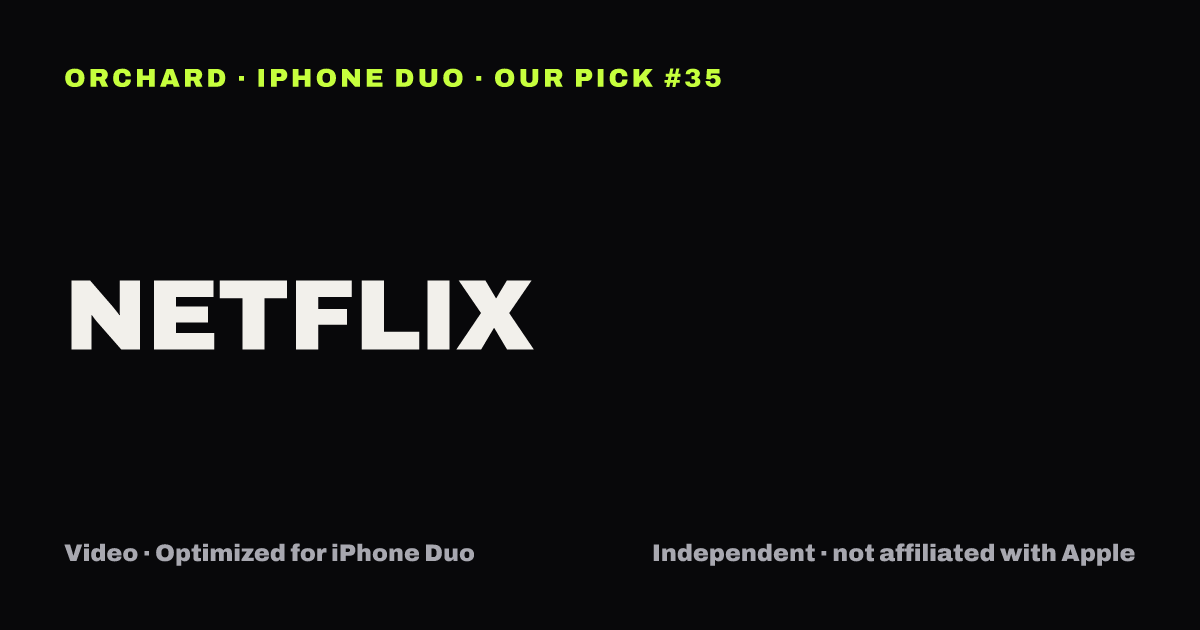 ORCHARD · IPHONE DUO · OUR PICK #35
NETFLIX
Video · Optimized for iPhone Duo
Independent · not affiliated with Apple